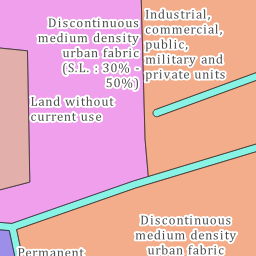 Discontinuous
medium density
urban fabric
(S.L. : 30% -
50%)
Industrial,
commercial,
public,
military and
private units
Land without
current use
Discontinuous
medium density
urban fabric
Permanent